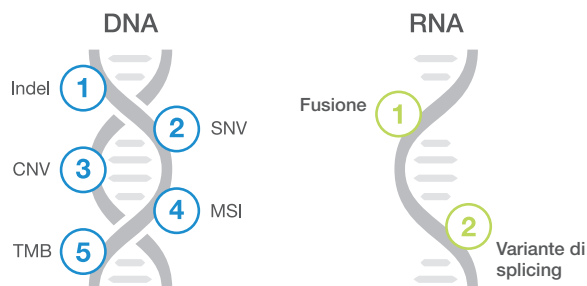 DNA
Indel 1
2 SNV
CNV 3
4 MSI
TMB 5
RNA
Fusione 1
2
Variante di
splicing